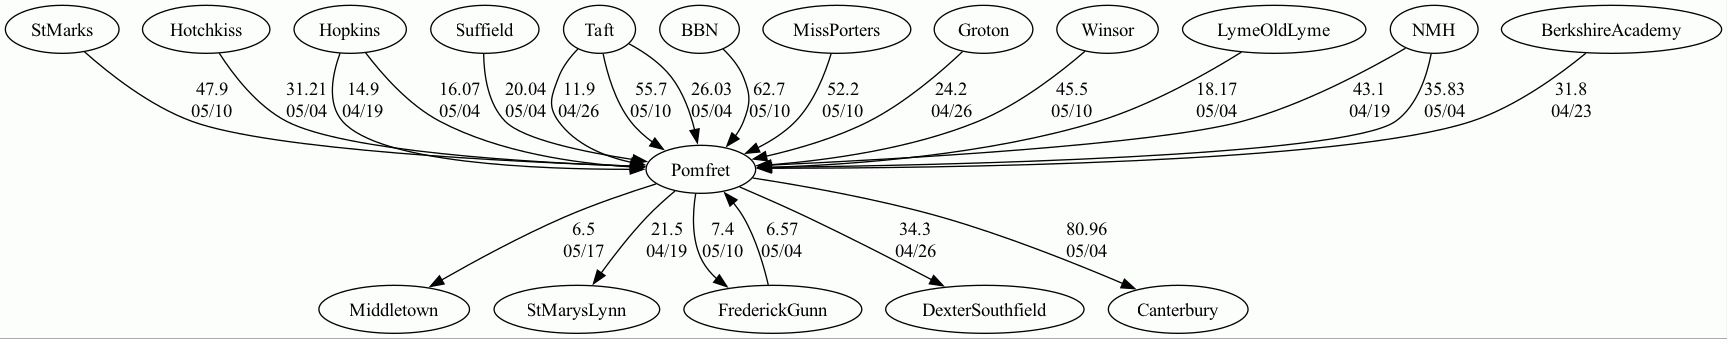 StMarks Hotchkiss Hopkins Suffield Taft BBN MissPorters Groton Winsor LymeOldLyme NMH BerkshireAcademy
47.9 31.21 14.9 16.07 20.04 11.9 55.7 26.03 62.7 52.2 24.2 45.5 18.17 43.1 35.83 31.8
05/10 05/04 04/19 05/04 05/04 04/26 05/10 05/04 05/10 05/10 04/26 05/10 05/04 04/19 05/04 04/23
Pomfret
6.5 21.5 7.4 6.57 34.3 80.96
05/17 04/19 05/10 05/04 04/26 05/04
Middletown StMarysLynn FrederickGunn DexterSouthfield Canterbury